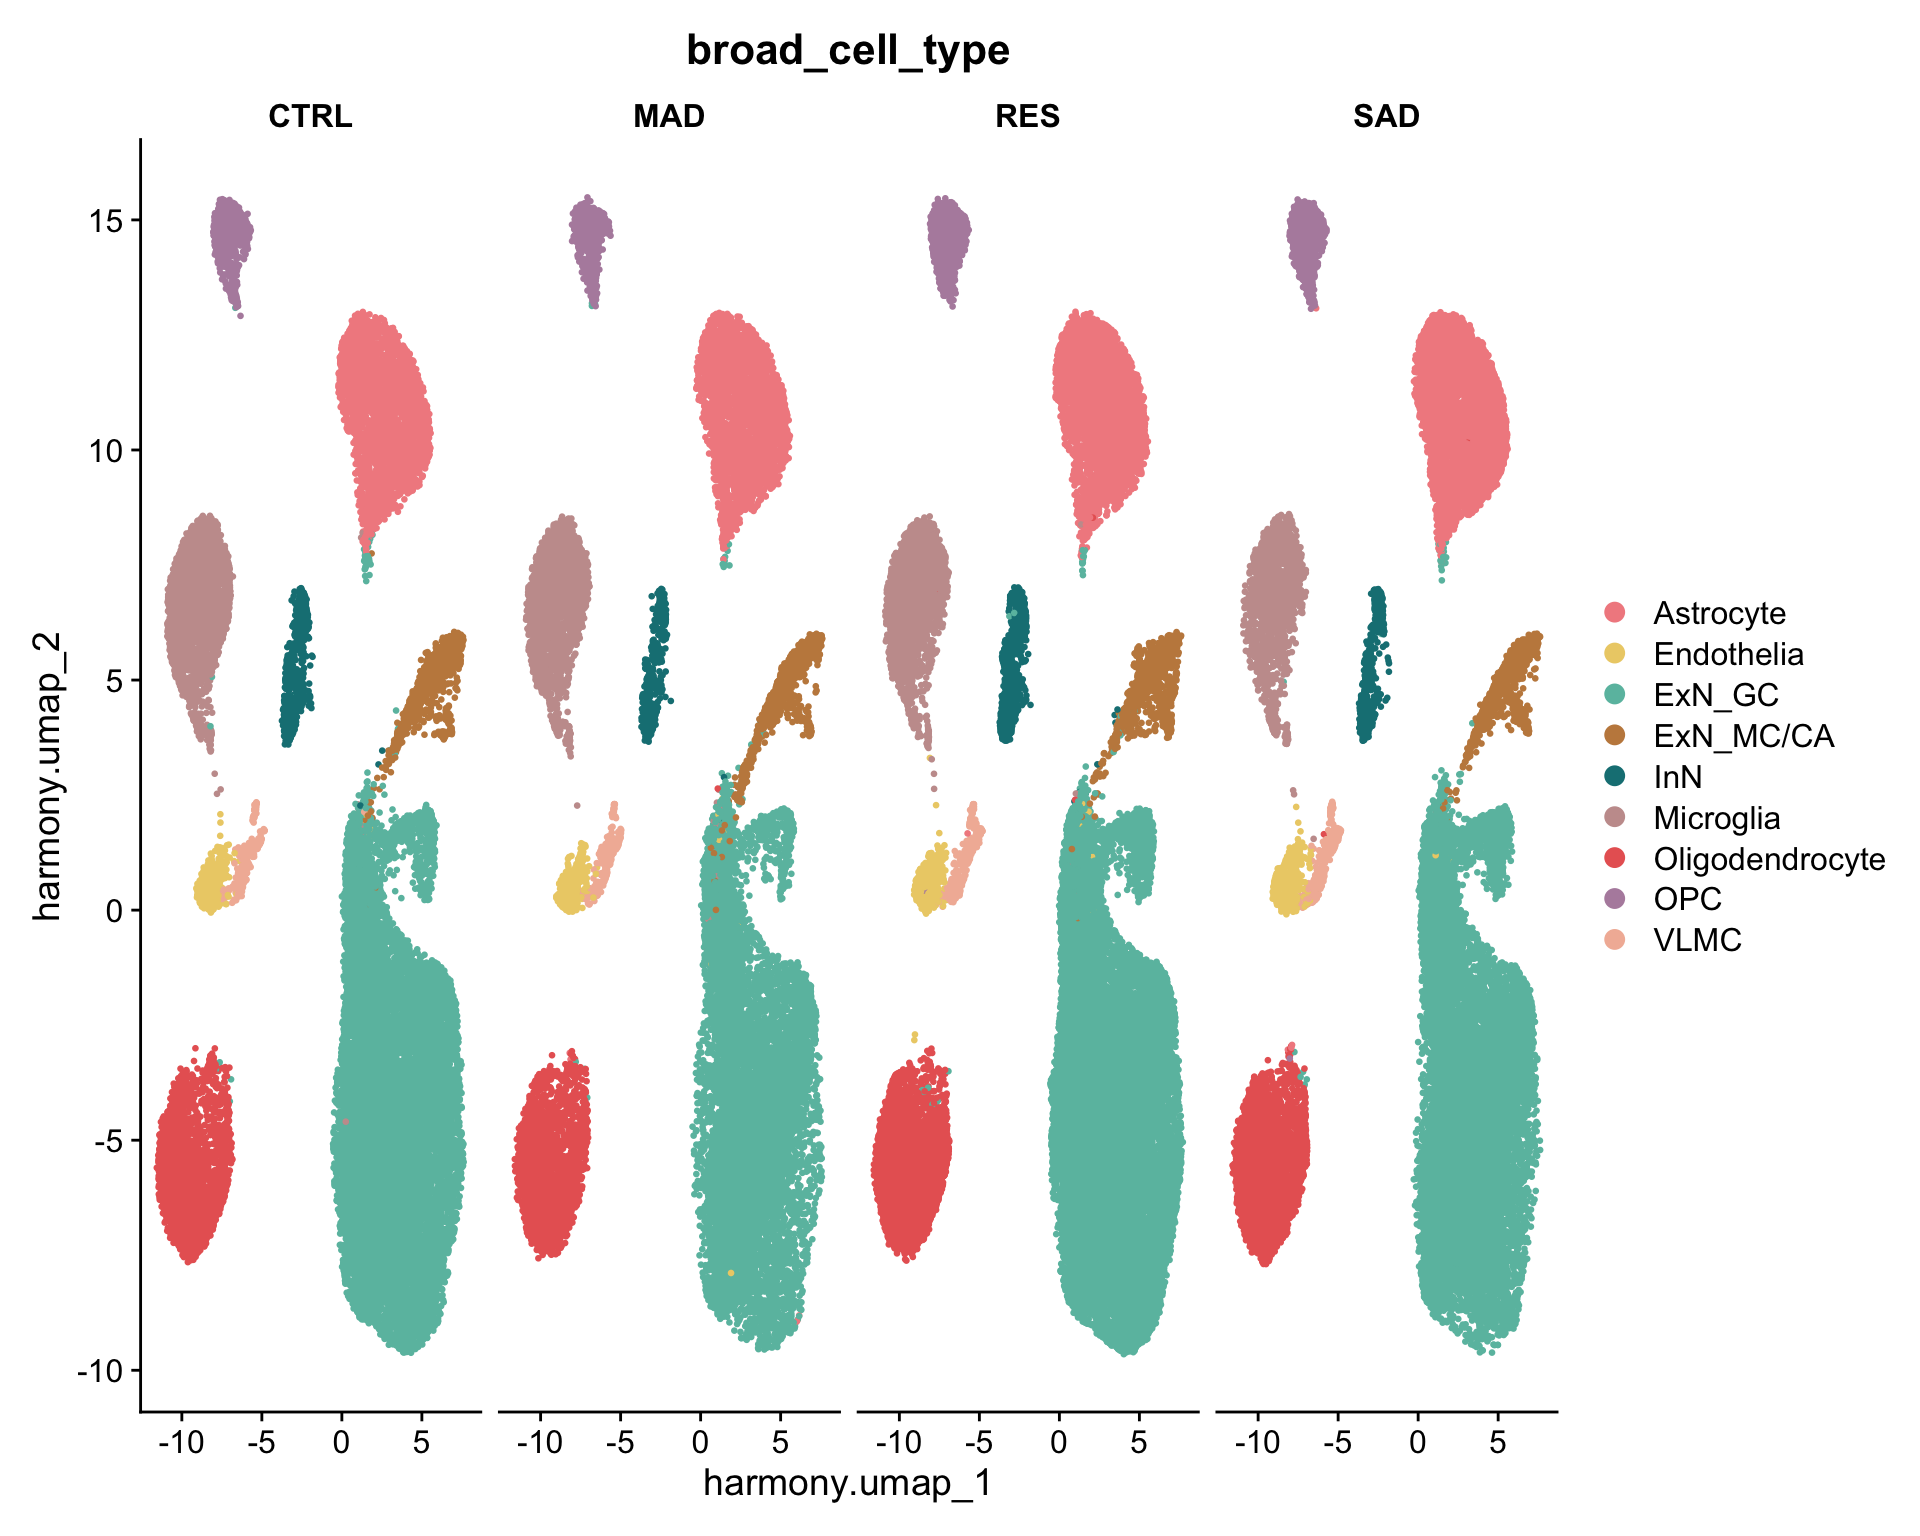 broad_cell_type
CTRL MAD RES SAD
harmony.umap_2
15
10
5
0
-5
-10
-10 -5 0 5 -10 -5 0 5 -10 -5 0 5 -10 -5 0 5
harmony.umap_1
Astrocyte
Endothelia
ExN_GC
ExN_MC/CA
InN
Microglia
Oligodendrocyte
OPC
VLMC